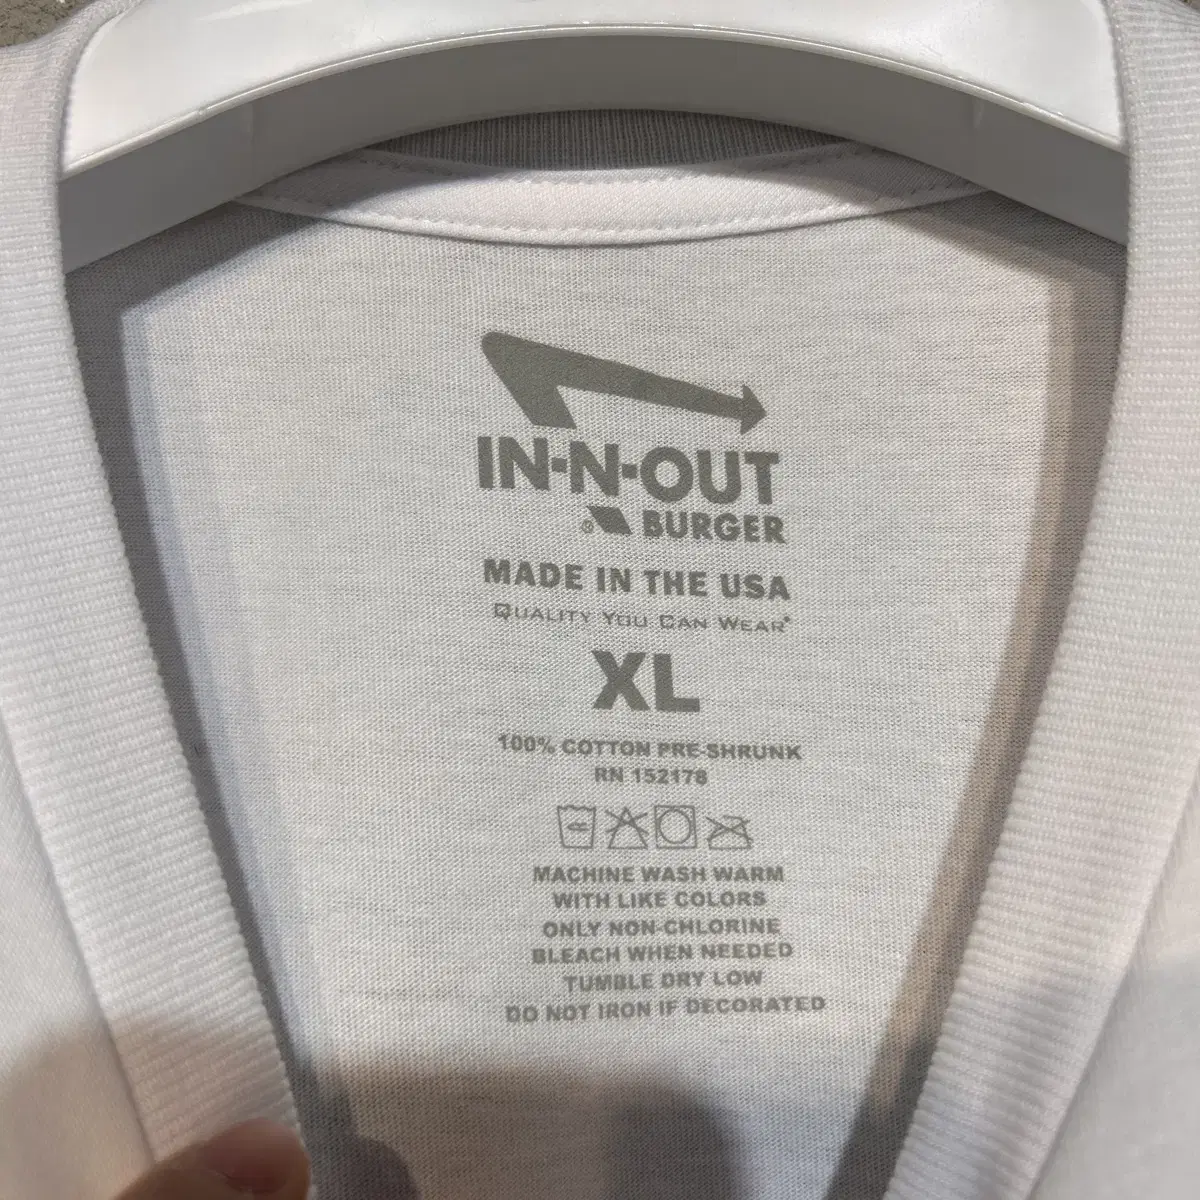 IN-N-OUT
® BURGER
MADE IN THE USA
QUALITY YOU CAN WEAR®
XL
100% COTTON PRE-SHRUNK
RN 152178
MACHINE WASH WARM
WITH LIKE COLORS
ONLY NON-CHLORINE
BLEACH WHEN NEEDED
TUMBLE DRY LOW
DO NOT IRON IF DECORATED